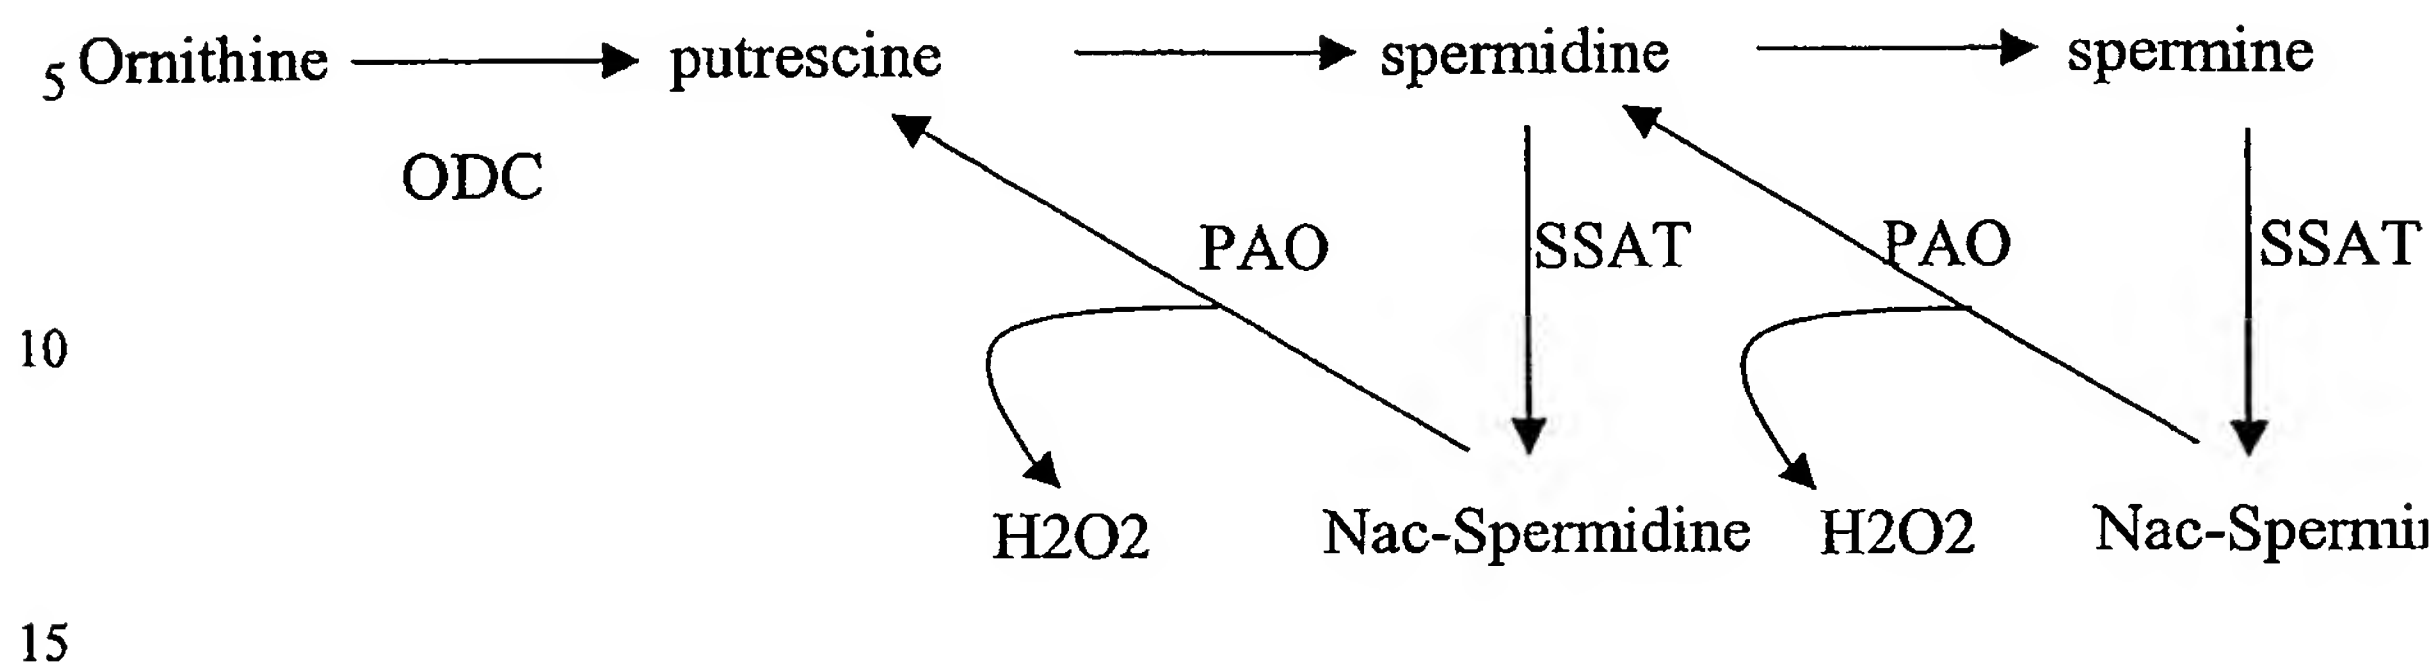 5 Ornithine putrescine spermidine spermine
ODC
PAO SSAT PAO SSAT
10
H2O2 Nac-Spermidine H2O2
15